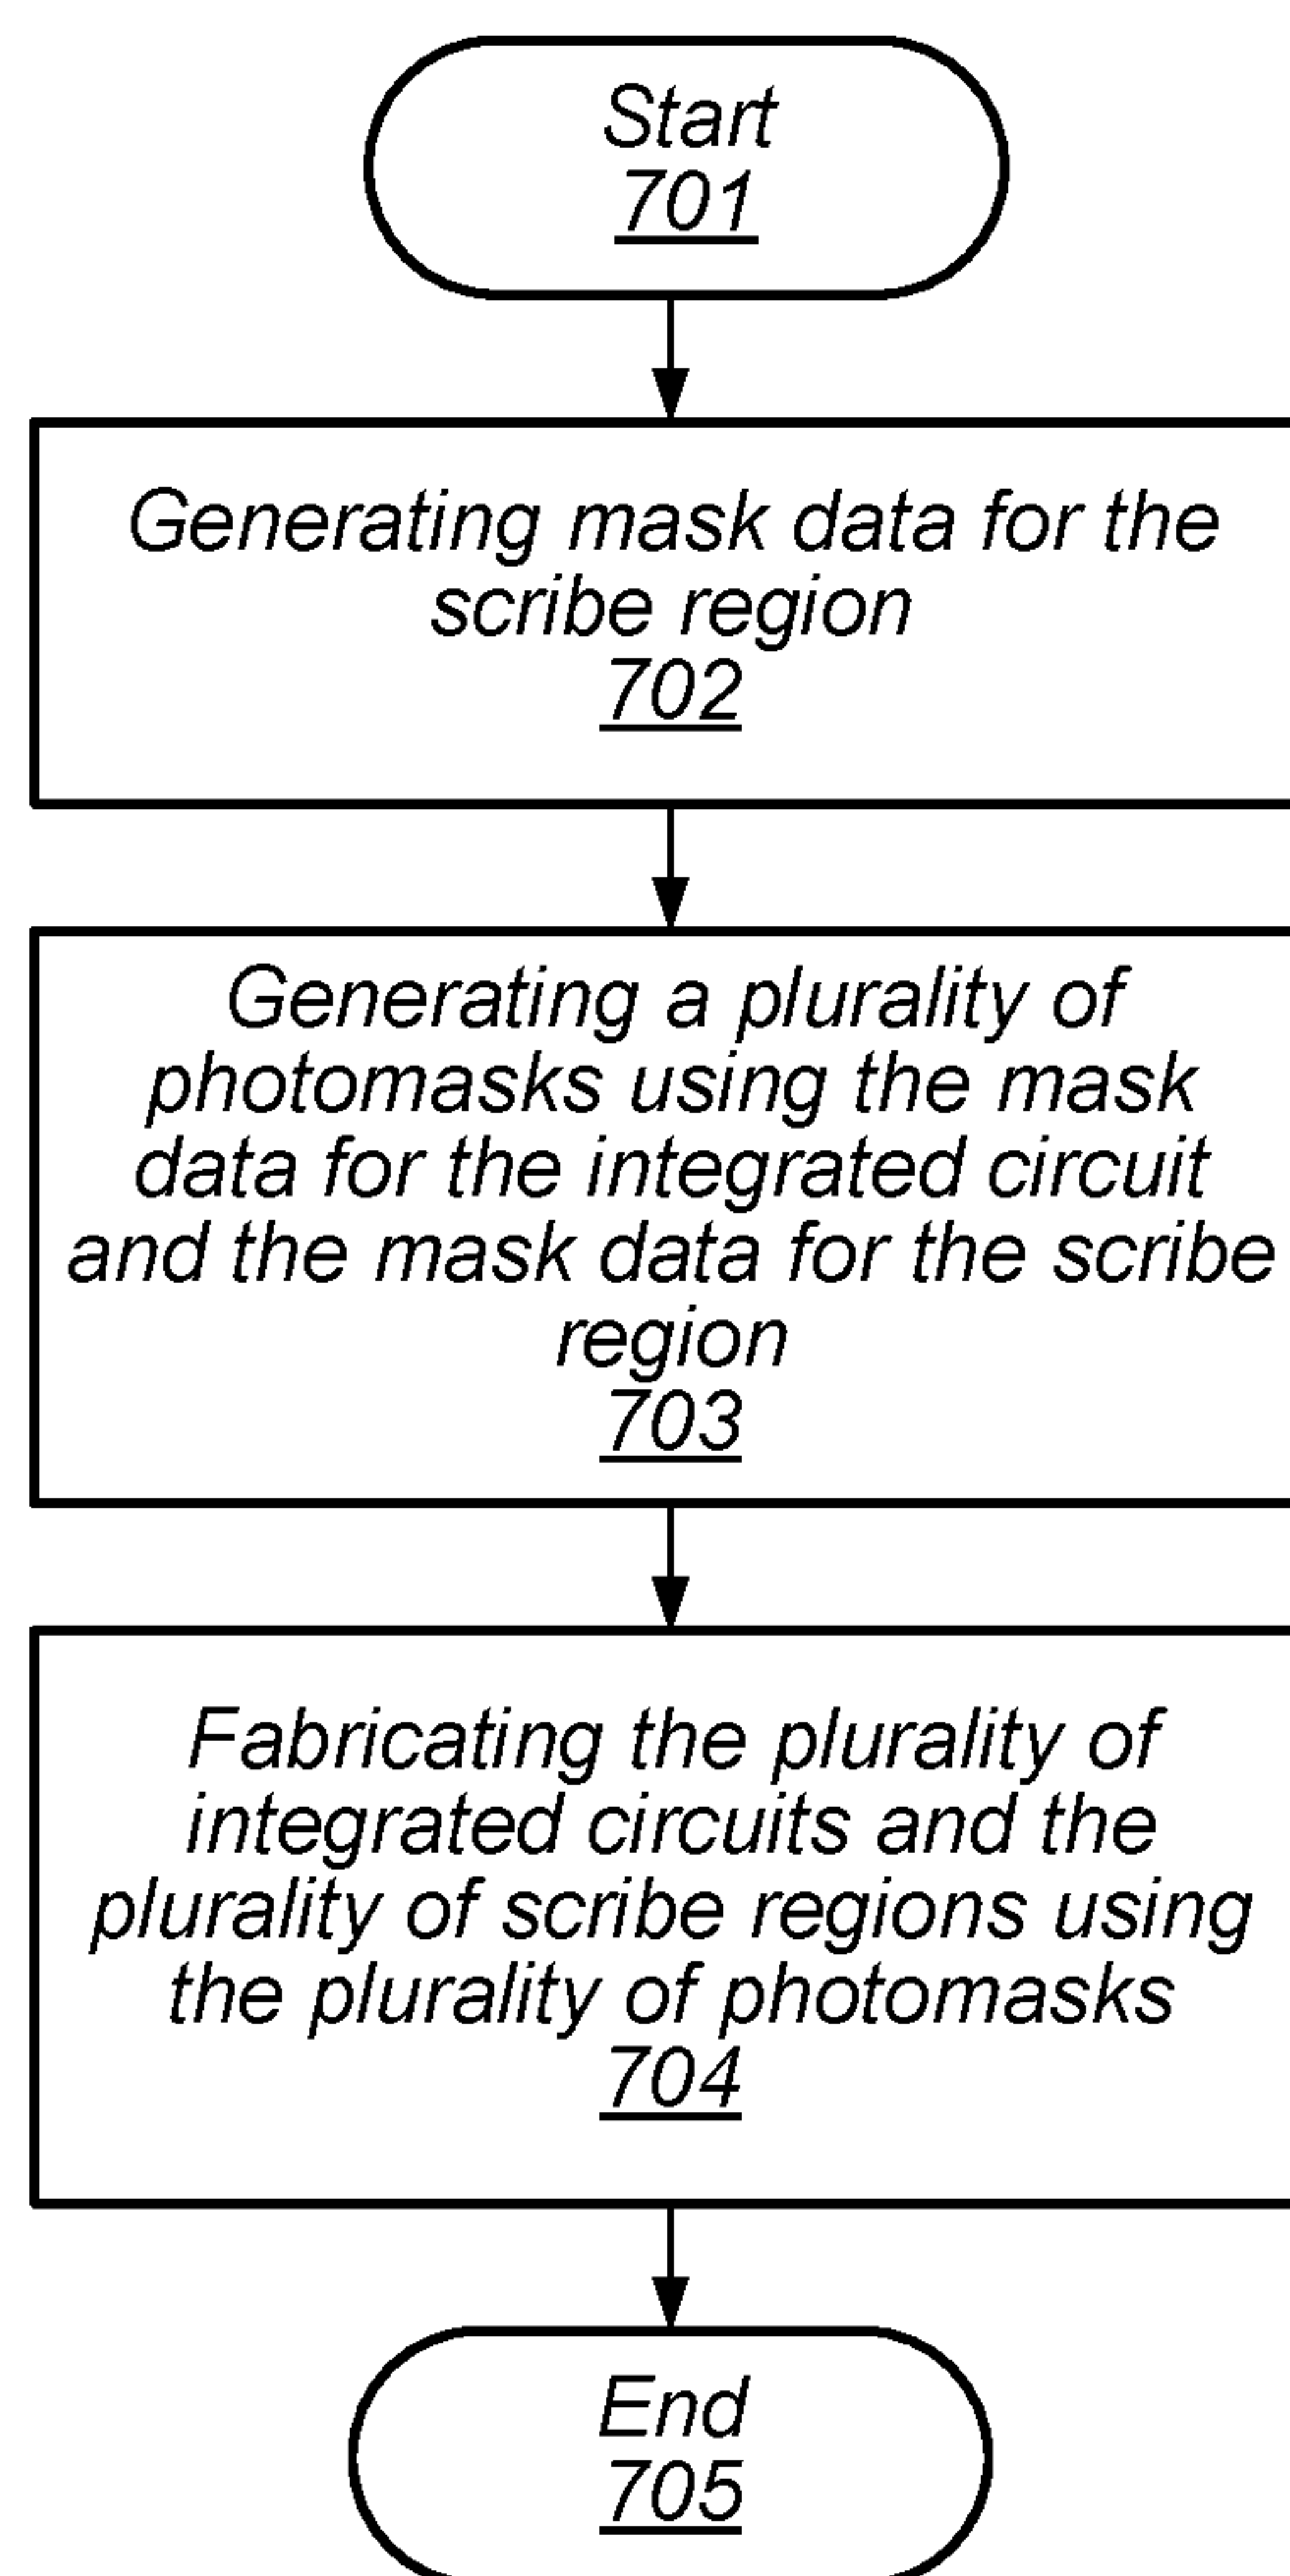 Start
701
Generating mask data for the
scribe region
702
Generating a plurality of
photomasks using the mask
data for the integrated circuit
and the mask data for the scribe
region
703
Fabricating the plurality of
integrated circuits and the
plurality of scribe regions using
the plurality of photomasks
704
End
705